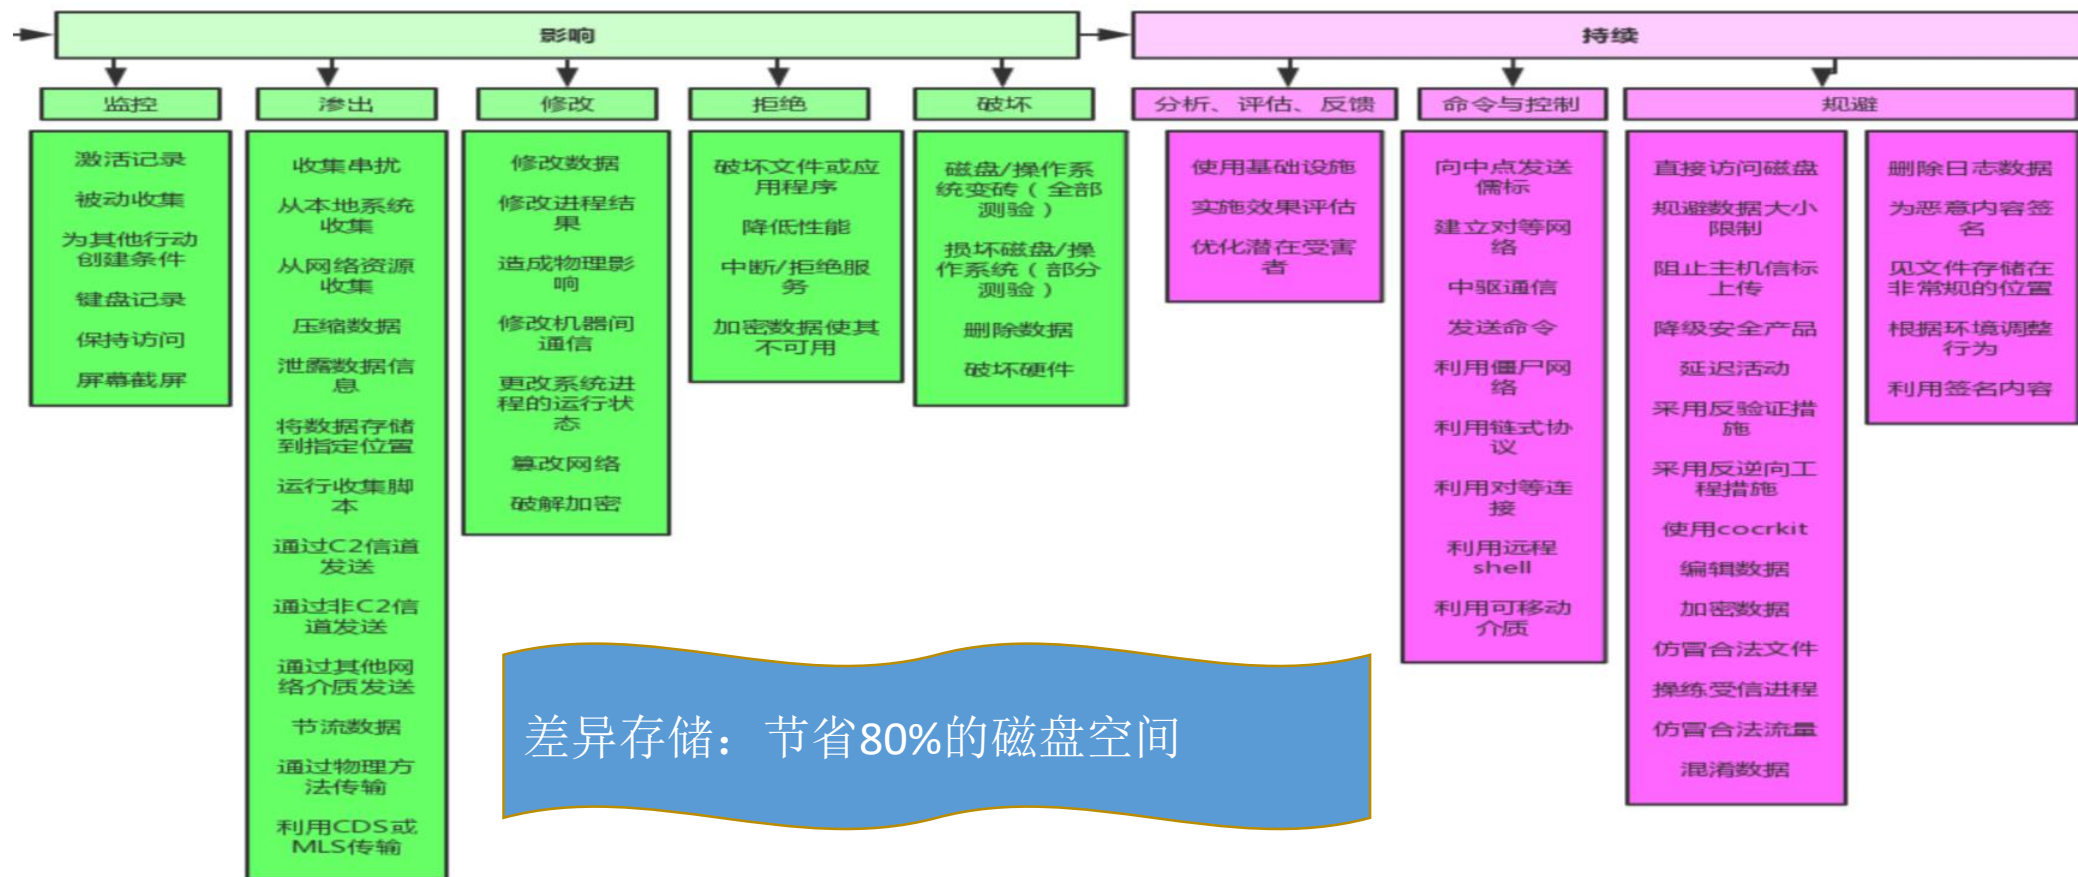 影响
持续
监控
渗出
修改
拒绝
破坏
分析、评估、反馈
命令与控制
规避
激活记录
被动收集
为其他行动
创建条件
键盘记录
保持访问
屏幕截屏
收集串扰
从本地系统
收集
从网络资源
收集
压缩数据
泄露数据信
息
将数据存储
到指定位置
运行收集脚
本
通过C2信道
发送
通过非C2信
道发送
通过其他网
络介质发送
节流数据
通过物理方
法传输
利用CDS或
MLS传输
修改数据
修改进程结
果
造成物理影
响
修改机器间
通信
更改系统进
程的运行状
态
篡改网络
破解加密
破坏文件或应
用程序
降低性能
中断/拒绝服
务
加密数据使其
不可用
磁盘/操作系
统变砖（全部
测验）
损坏磁盘/操
作系统（部分
测验）
删除数据
破坏硬件
使用基础设施
实施效果评估
优化潜在受害
者
向中点发送
儒标
建立对等网
络
中驱通信
发送命令
利用僵尸网
络
利用链式协
议
利用对等连
接
利用远程
shell
利用可移动
介质
直接访问磁盘
规避数据大小
限制
阻止主机信标
上传
降级安全产品
延迟活动
采用反验证措
施
采用反逆向工
程措施
使用cocrkit
编辑数据
加密数据
仿冒合法文件
操练受信进程
仿冒合法流量
混淆数据
删除日志数据
为恶意内容签
名
见文件存储在
非常规的位置
根据环境调整
行为
利用签名内容
差异存储：节省80%的磁盘空间